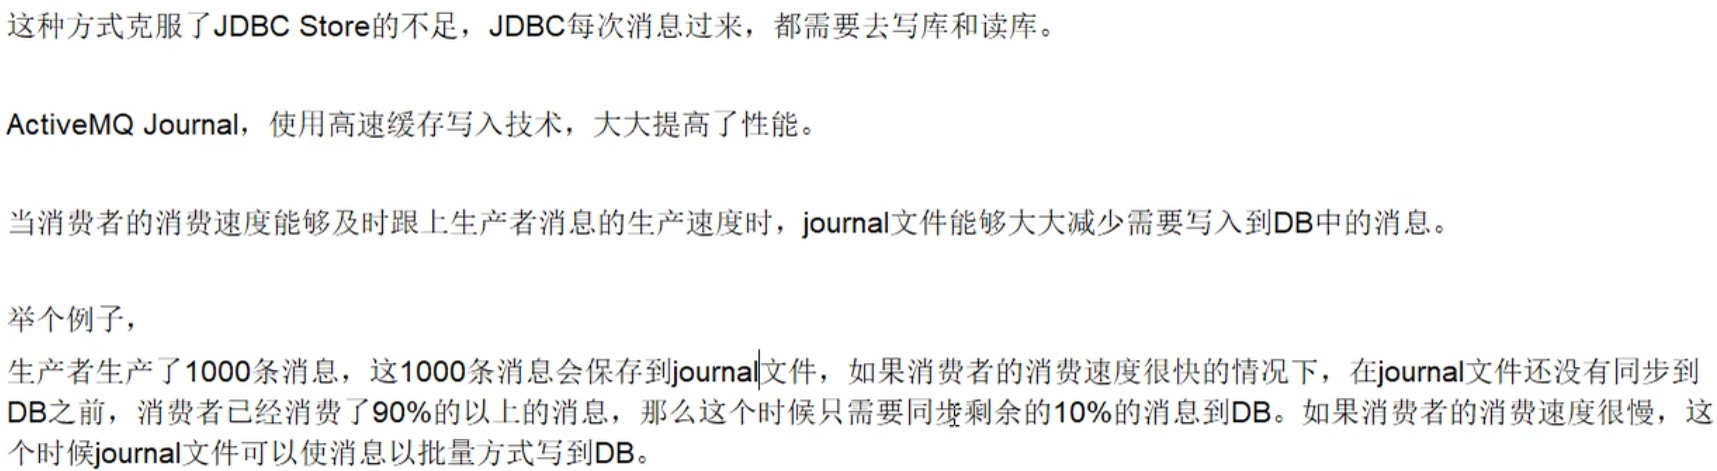 这种方式克服了JDBC Store的不足，JDBC每次消息过来，都需要去写库和读库。
ActiveMQ Journal，使用高速缓存写入技术，大大提高了性能。
当消费者的消费速度能够及时跟上生产者消息的生产速度时，journal文件能够大大减少需要写入到DB中的消息。
举个例子，
生产者生产了1000条消息，这1000条消息会保存到journal文件，如果消费者的消费速度很快的情况下，在journal文件还没有同步到
DB之前，消费者已经消费了90%的以上的消息，那么这个时候只需要同步剩余的10%的消息到DB。如果消费者的消费速度很慢，这
个时候journal文件可以使消息以批量方式写到DB。